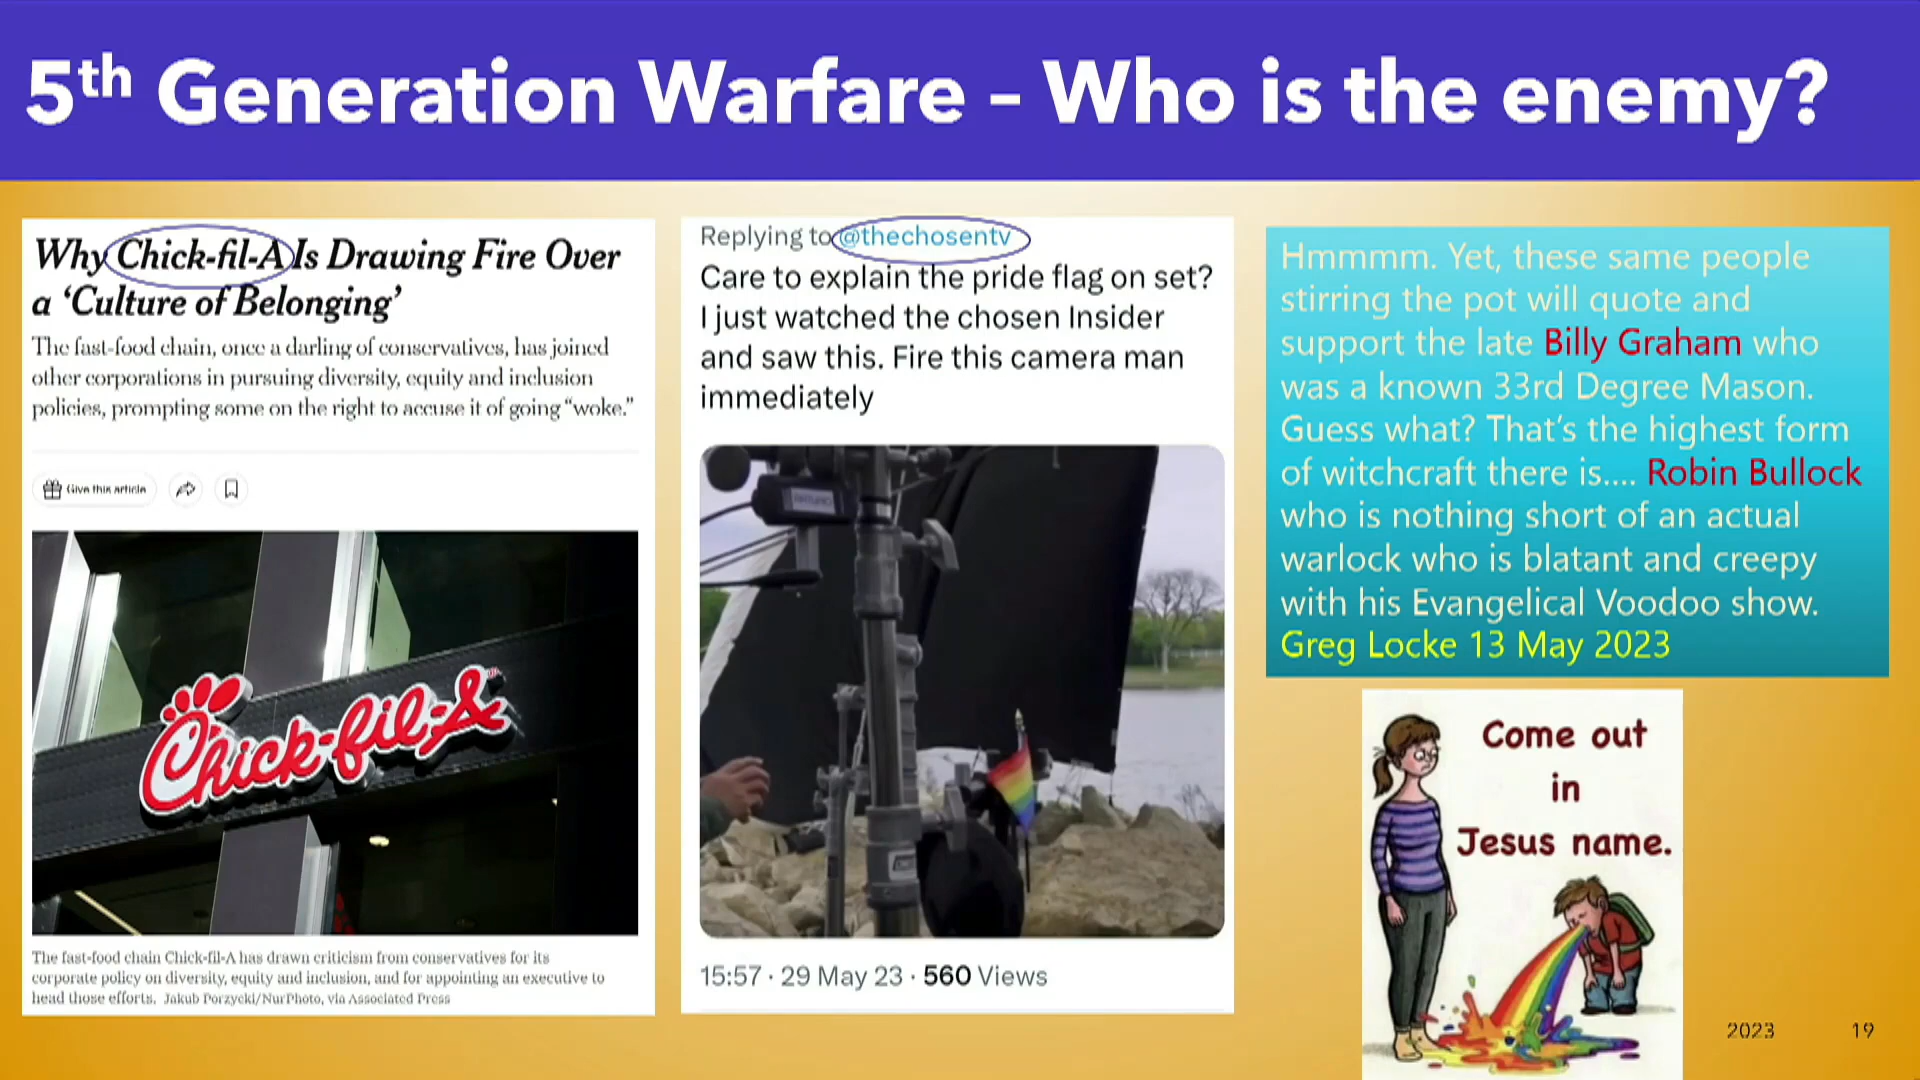 5th Generation Warfare – Who is the enemy?
Why Chick-fil-A Is Drawing Fire Over
a ‘Culture of Belonging’
The fast-food chain, once a darling of conservatives, has joined
other corporations in pursuing diversity, equity and inclusion
policies, prompting some on the right to accuse it of going “woke.”
Give this article
Chick-fil-A
The fast-food chain Chick-fil-A has drawn criticism from conservatives for its
corporate policy on diversity, equity and inclusion, and for appointing an executive to
head those efforts. Jakub Porzycki/NurPhoto, via Associated Press
Replying to @thechosentv
Care to explain the pride flag on set?
I just watched the chosen Insider
and saw this. Fire this camera man
immediately
15:57 · 29 May 23 · 560 Views
Hmmmm. Yet, these same people
stirring the pot will quote and
support the late Billy Graham who
was a known 33rd Degree Mason.
Guess what? That’s the highest form
of witchcraft there is.... Robin Bullock
who is nothing short of an actual
warlock who is blatant and creepy
with his Evangelical Voodoo show.
Greg Locke 13 May 2023
Come out
in
Jesus name.
2023 19